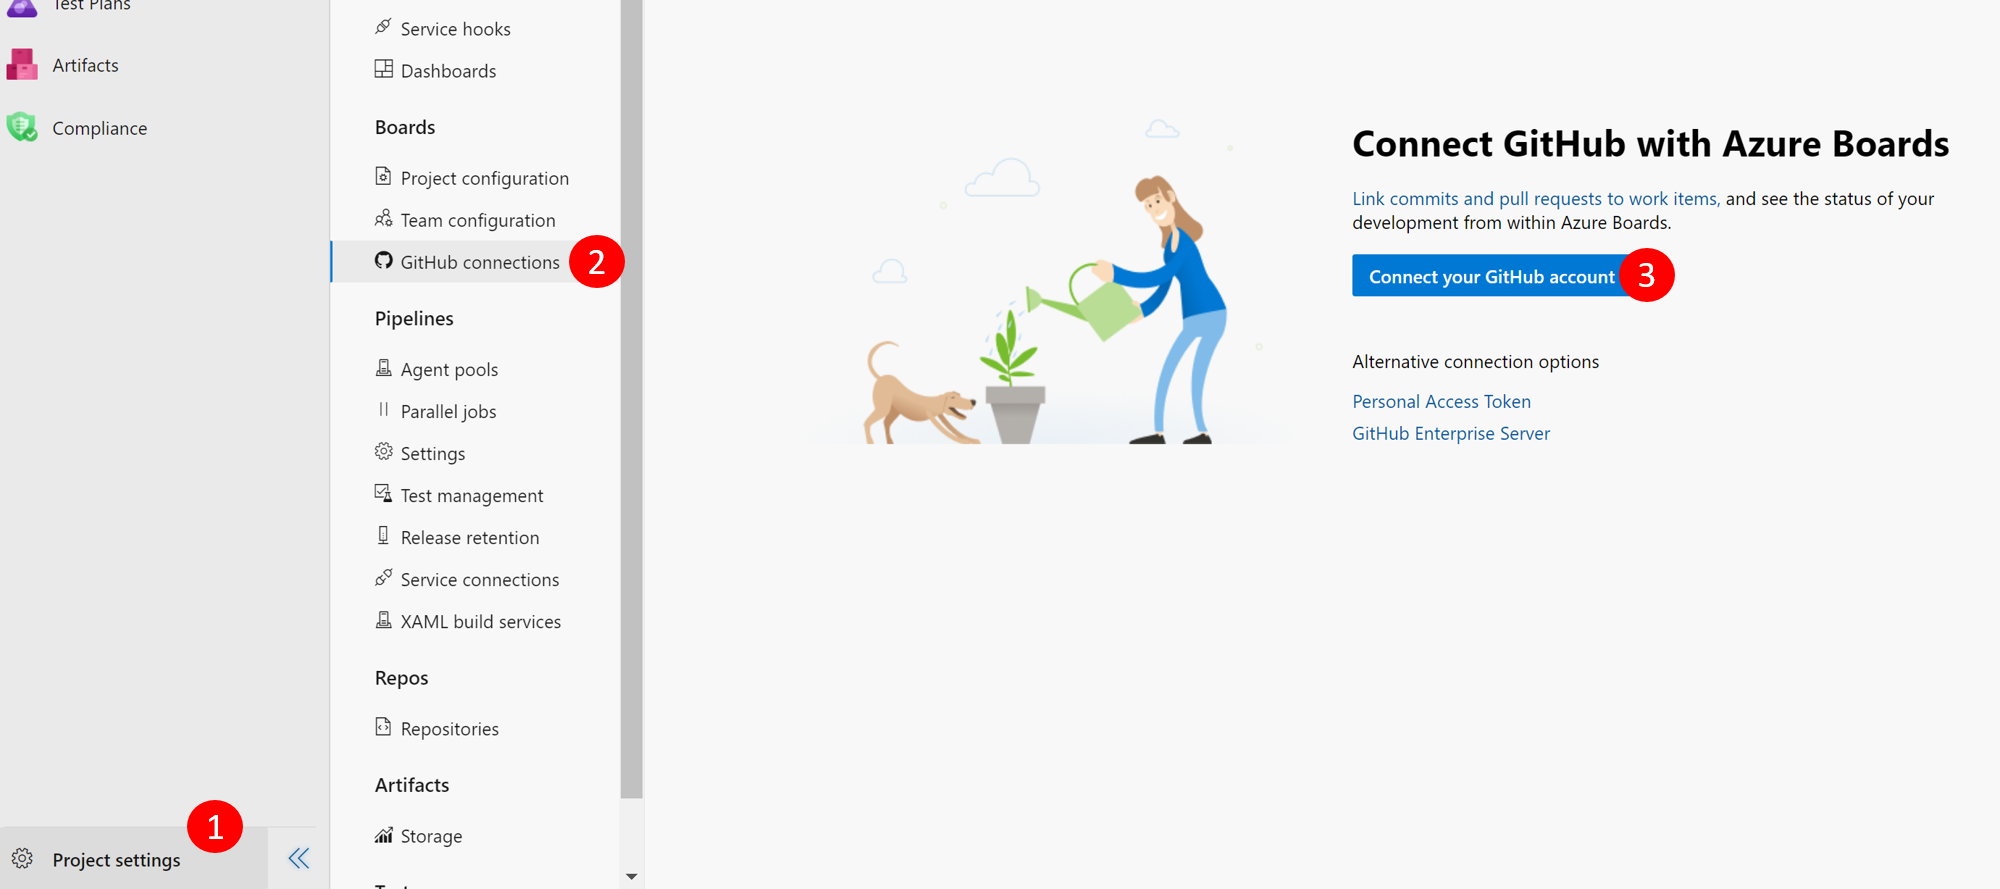 Test Plans
Artifacts
Compliance
1
Project settings
Service hooks
Dashboards
Boards
Project configuration
Team configuration
GitHub connections
2
Pipelines
Agent pools
Parallel jobs
Settings
Test management
Release retention
Service connections
XAML build services
Repos
Repositories
Artifacts
Storage
Connect GitHub with Azure Boards
Link commits and pull requests to work items, and see the status of your
development from within Azure Boards.
Connect your GitHub account
3
Alternative connection options
Personal Access Token
GitHub Enterprise Server